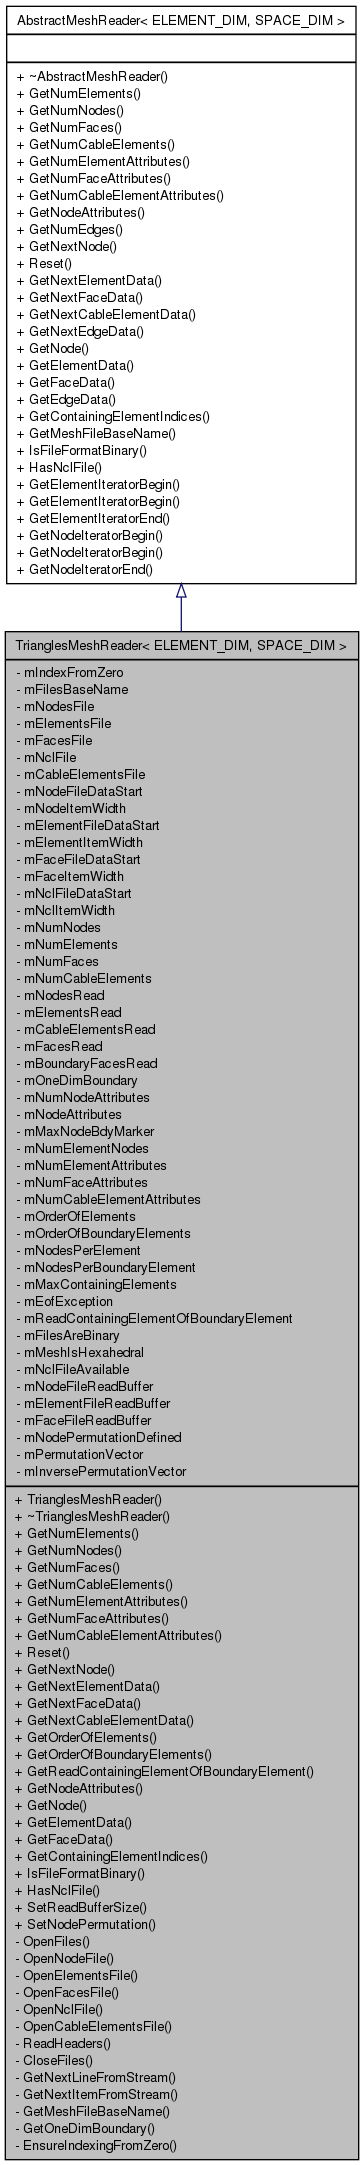 AbstractMeshReader< ELEMENT_DIM, SPACE_DIM >
+ ~AbstractMeshReader()
+ GetNumElements()
+ GetNumNodes()
+ GetNumFaces()
+ GetNumCableElements()
+ GetNumElementAttributes()
+ GetNumFaceAttributes()
+ GetNumCableElementAttributes()
+ GetNodeAttributes()
+ GetNumEdges()
+ GetNextNode()
+ Reset()
+ GetNextElementData()
+ GetNextFaceData()
+ GetNextCableElementData()
+ GetNextEdgeData()
+ GetNode()
+ GetElementData()
+ GetFaceData()
+ GetEdgeData()
+ GetContainingElementIndices()
+ GetMeshFileBaseName()
+ IsFileFormatBinary()
+ HasNclFile()
+ GetElementIteratorBegin()
+ GetElementIteratorBegin()
+ GetElementIteratorEnd()
+ GetNodeIteratorBegin()
+ GetNodeIteratorBegin()
+ GetNodeIteratorEnd()
TrianglesMeshReader< ELEMENT_DIM, SPACE_DIM >
- mIndexFromZero
- mFilesBaseName
- mNodesFile
- mElementsFile
- mFacesFile
- mNclFile
- mCableElementsFile
- mNodeFileDataStart
- mNodeItemWidth
- mElementFileDataStart
- mElementItemWidth
- mFaceFileDataStart
- mFaceItemWidth
- mNclFileDataStart
- mNclItemWidth
- mNumNodes
- mNumElements
- mNumFaces
- mNumCableElements
- mNodesRead
- mElementsRead
- mCableElementsRead
- mFacesRead
- mBoundaryFacesRead
- mOneDimBoundary
- mNumNodeAttributes
- mNodeAttributes
- mMaxNodeBdyMarker
- mNumElementNodes
- mNumElementAttributes
- mNumFaceAttributes
- mNumCableElementAttributes
- mOrderOfElements
- mOrderOfBoundaryElements
- mNodesPerElement
- mNodesPerBoundaryElement
- mMaxContainingElements
- mEofException
- mReadContainingElementOfBoundaryElement
- mFilesAreBinary
- mMeshIsHexahedral
- mNclFileAvailable
- mNodeFileReadBuffer
- mElementFileReadBuffer
- mFaceFileReadBuffer
- mNodePermutationDefined
- mPermutationVector
- mInversePermutationVector
+ TrianglesMeshReader()
+ ~TrianglesMeshReader()
+ GetNumElements()
+ GetNumNodes()
+ GetNumFaces()
+ GetNumCableElements()
+ GetNumElementAttributes()
+ GetNumFaceAttributes()
+ GetNumCableElementAttributes()
+ Reset()
+ GetNextNode()
+ GetNextElementData()
+ GetNextFaceData()
+ GetNextCableElementData()
+ GetOrderOfElements()
+ GetOrderOfBoundaryElements()
+ GetReadContainingElementOfBoundaryElement()
+ GetNodeAttributes()
+ GetNode()
+ GetElementData()
+ GetFaceData()
+ GetContainingElementIndices()
+ IsFileFormatBinary()
+ HasNclFile()
+ SetReadBufferSize()
+ SetNodePermutation()
- OpenFiles()
- OpenNodeFile()
- OpenElementsFile()
- OpenFacesFile()
- OpenNclFile()
- OpenCableElementsFile()
- ReadHeaders()
- CloseFiles()
- GetNextLineFromStream()
- GetNextItemFromStream()
- GetMeshFileBaseName()
- GetOneDimBoundary()
- EnsureIndexingFromZero()